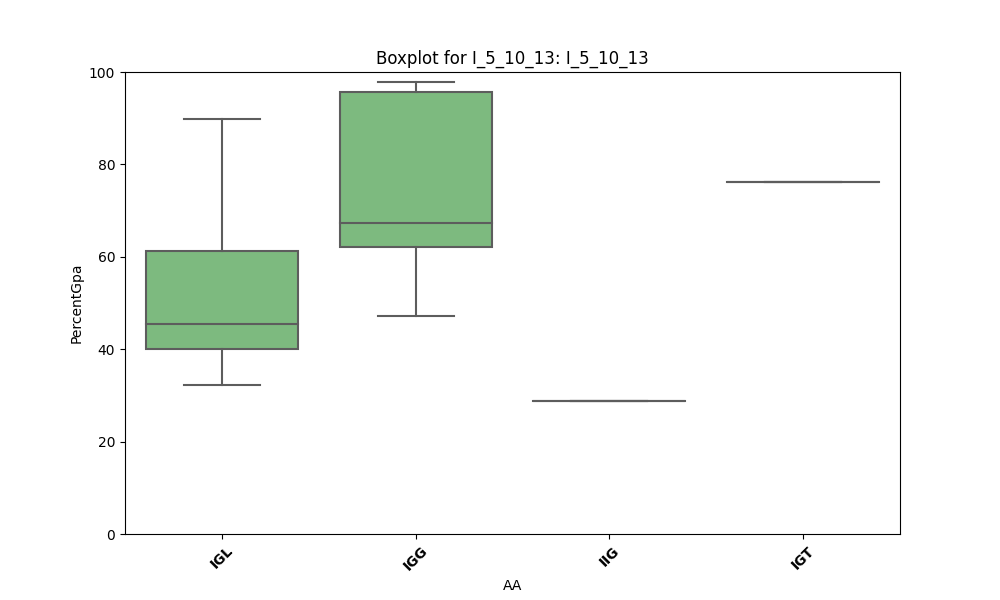 Boxplot for I_5_10_13: I_5_10_13
100
80
60
40
20
0
PercentGpa
IGL
IGG
IIG
IGT
AA